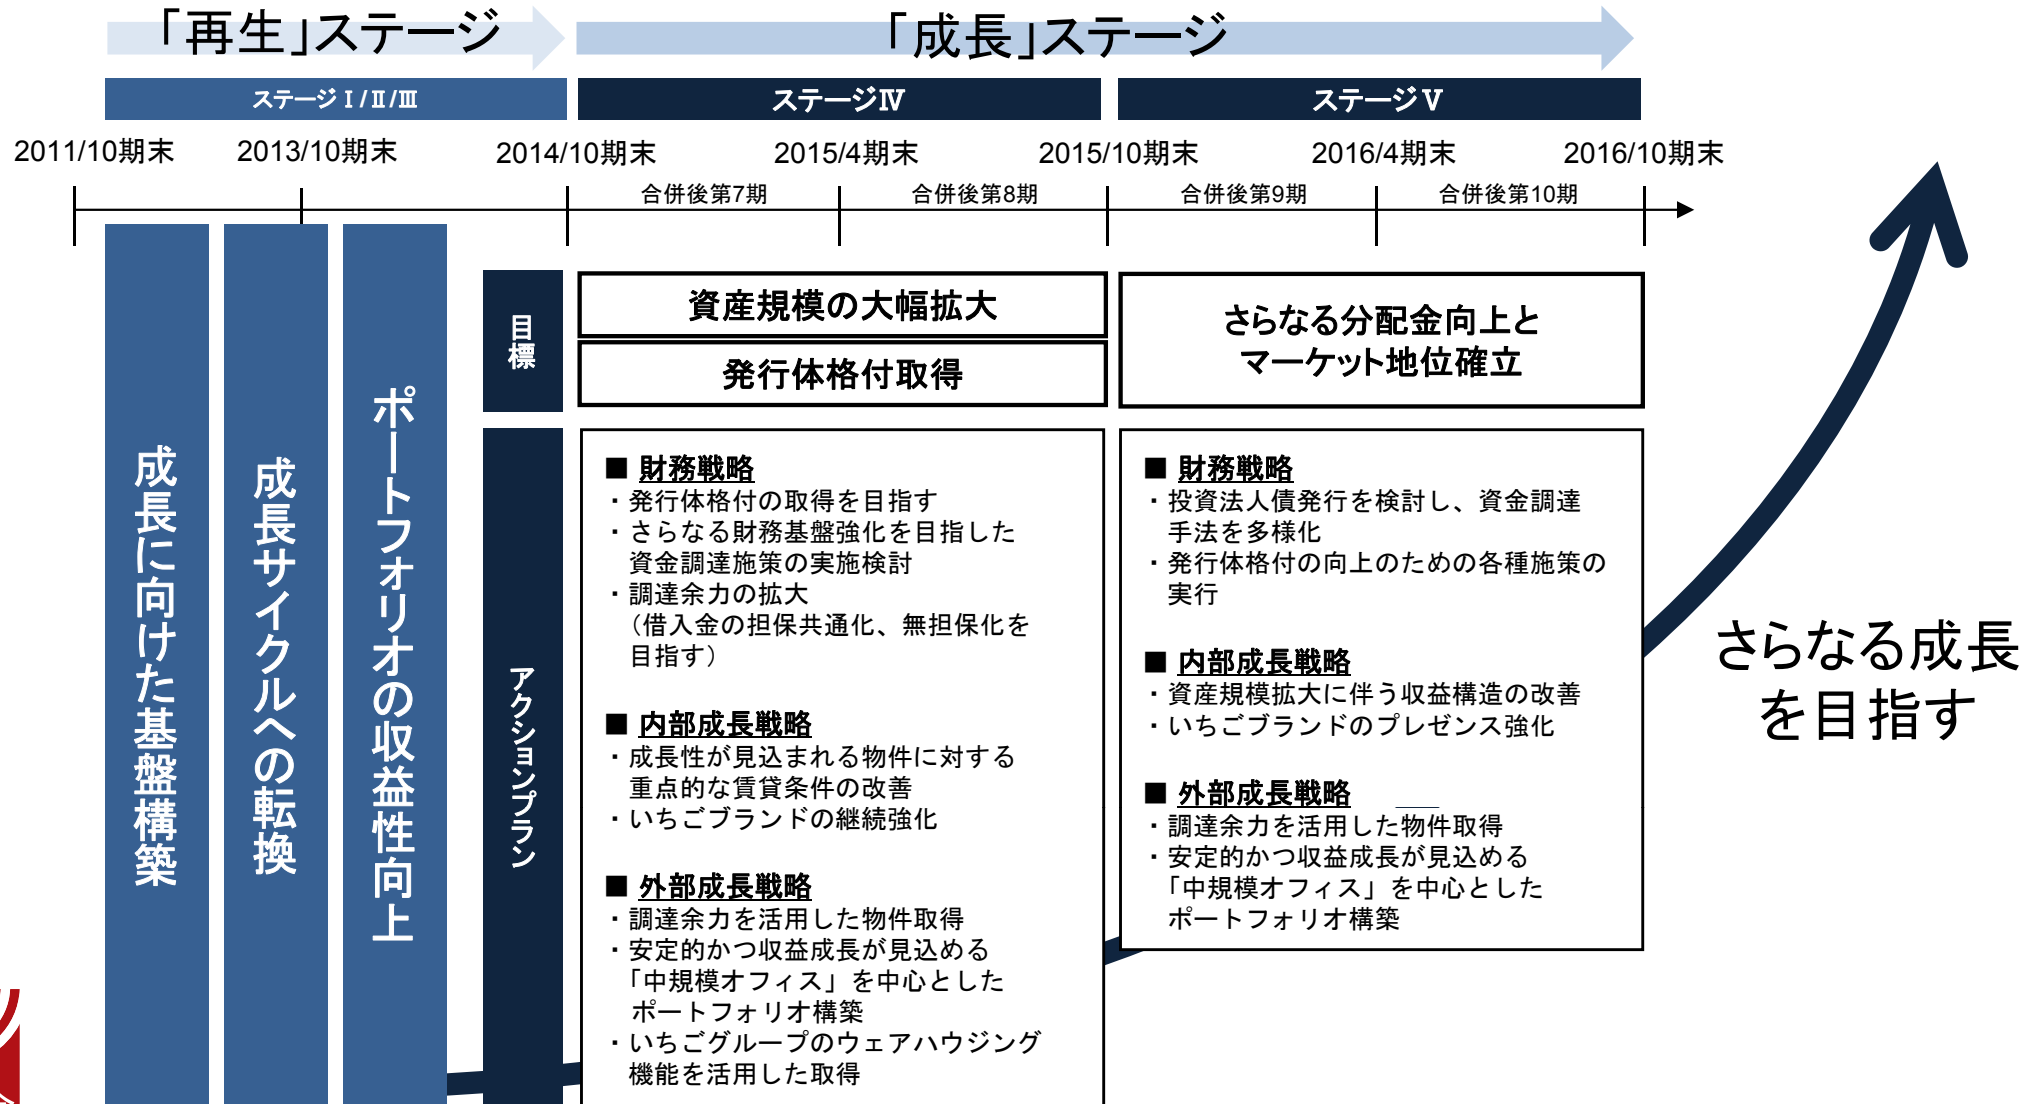 「再生」ステージ
「成長」ステージ
ステージⅠ/Ⅱ/Ⅲ
ステージⅣ
ステージⅤ
2011/10期末
2013/10期末
2014/10期末
2015/4期末
2015/10期末
2016/4期末
2016/10期末
合併後第7期
合併後第8期
合併後第9期
合併後第10期
成長に向けた基盤構築
成長サイクルへの転換
ポートフォリオの収益性向上
目標
資産規模の大幅拡大
発行体格付取得
さらなる分配金向上と
マーケット地位確立
アクションプラン
■ 財務戦略
・発行体格付の取得を目指す
・さらなる財務基盤強化を目指した
資金調達施策の実施検討
・調達余力の拡大
（借入金の担保共通化、無担保化を
目指す）
■ 内部成長戦略
・成長性が見込まれる物件に対する
重点的な賃貸条件の改善
・いちごブランドの継続強化
■ 外部成長戦略
・調達余力を活用した物件取得
・安定的かつ収益成長が見込める
「中規模オフィス」を中心とした
ポートフォリオ構築
・いちごグループのウェアハウジング
機能を活用した取得
■ 財務戦略
・投資法人債発行を検討し、資金調達
手法を多様化
・発行体格付の向上のための各種施策の
実行
■ 内部成長戦略
・資産規模拡大に伴う収益構造の改善
・いちごブランドのプレゼンス強化
■ 外部成長戦略
・調達余力を活用した物件取得
・安定的かつ収益成長が見込める
「中規模オフィス」を中心とした
ポートフォリオ構築
さらなる成長
を目指す